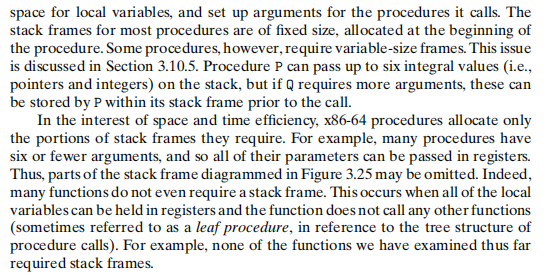 space for local variables, and set up arguments for the procedures it calls. The
stack frames for most procedures are of fixed size, allocated at the beginning of
the procedure. Some procedures, however, require variable-size frames. This issue
is discussed in Section 3.10.5. Procedure P can pass up to six integral values (i.e.,
pointers and integers) on the stack, but if Q requires more arguments, these can
be stored by P within its stack frame prior to the call.
In the interest of space and time efficiency, x86-64 procedures allocate only
the portions of stack frames they require. For example, many procedures have
six or fewer arguments, and so all of their parameters can be passed in registers.
Thus, parts of the stack frame diagrammed in Figure 3.25 may be omitted. Indeed,
many functions do not even require a stack frame. This occurs when all of the local
variables can be held in registers and the function does not call any other functions
(sometimes referred to as a leaf procedure, in reference to the tree structure of
procedure calls). For example, none of the functions we have examined thus far
required stack frames.